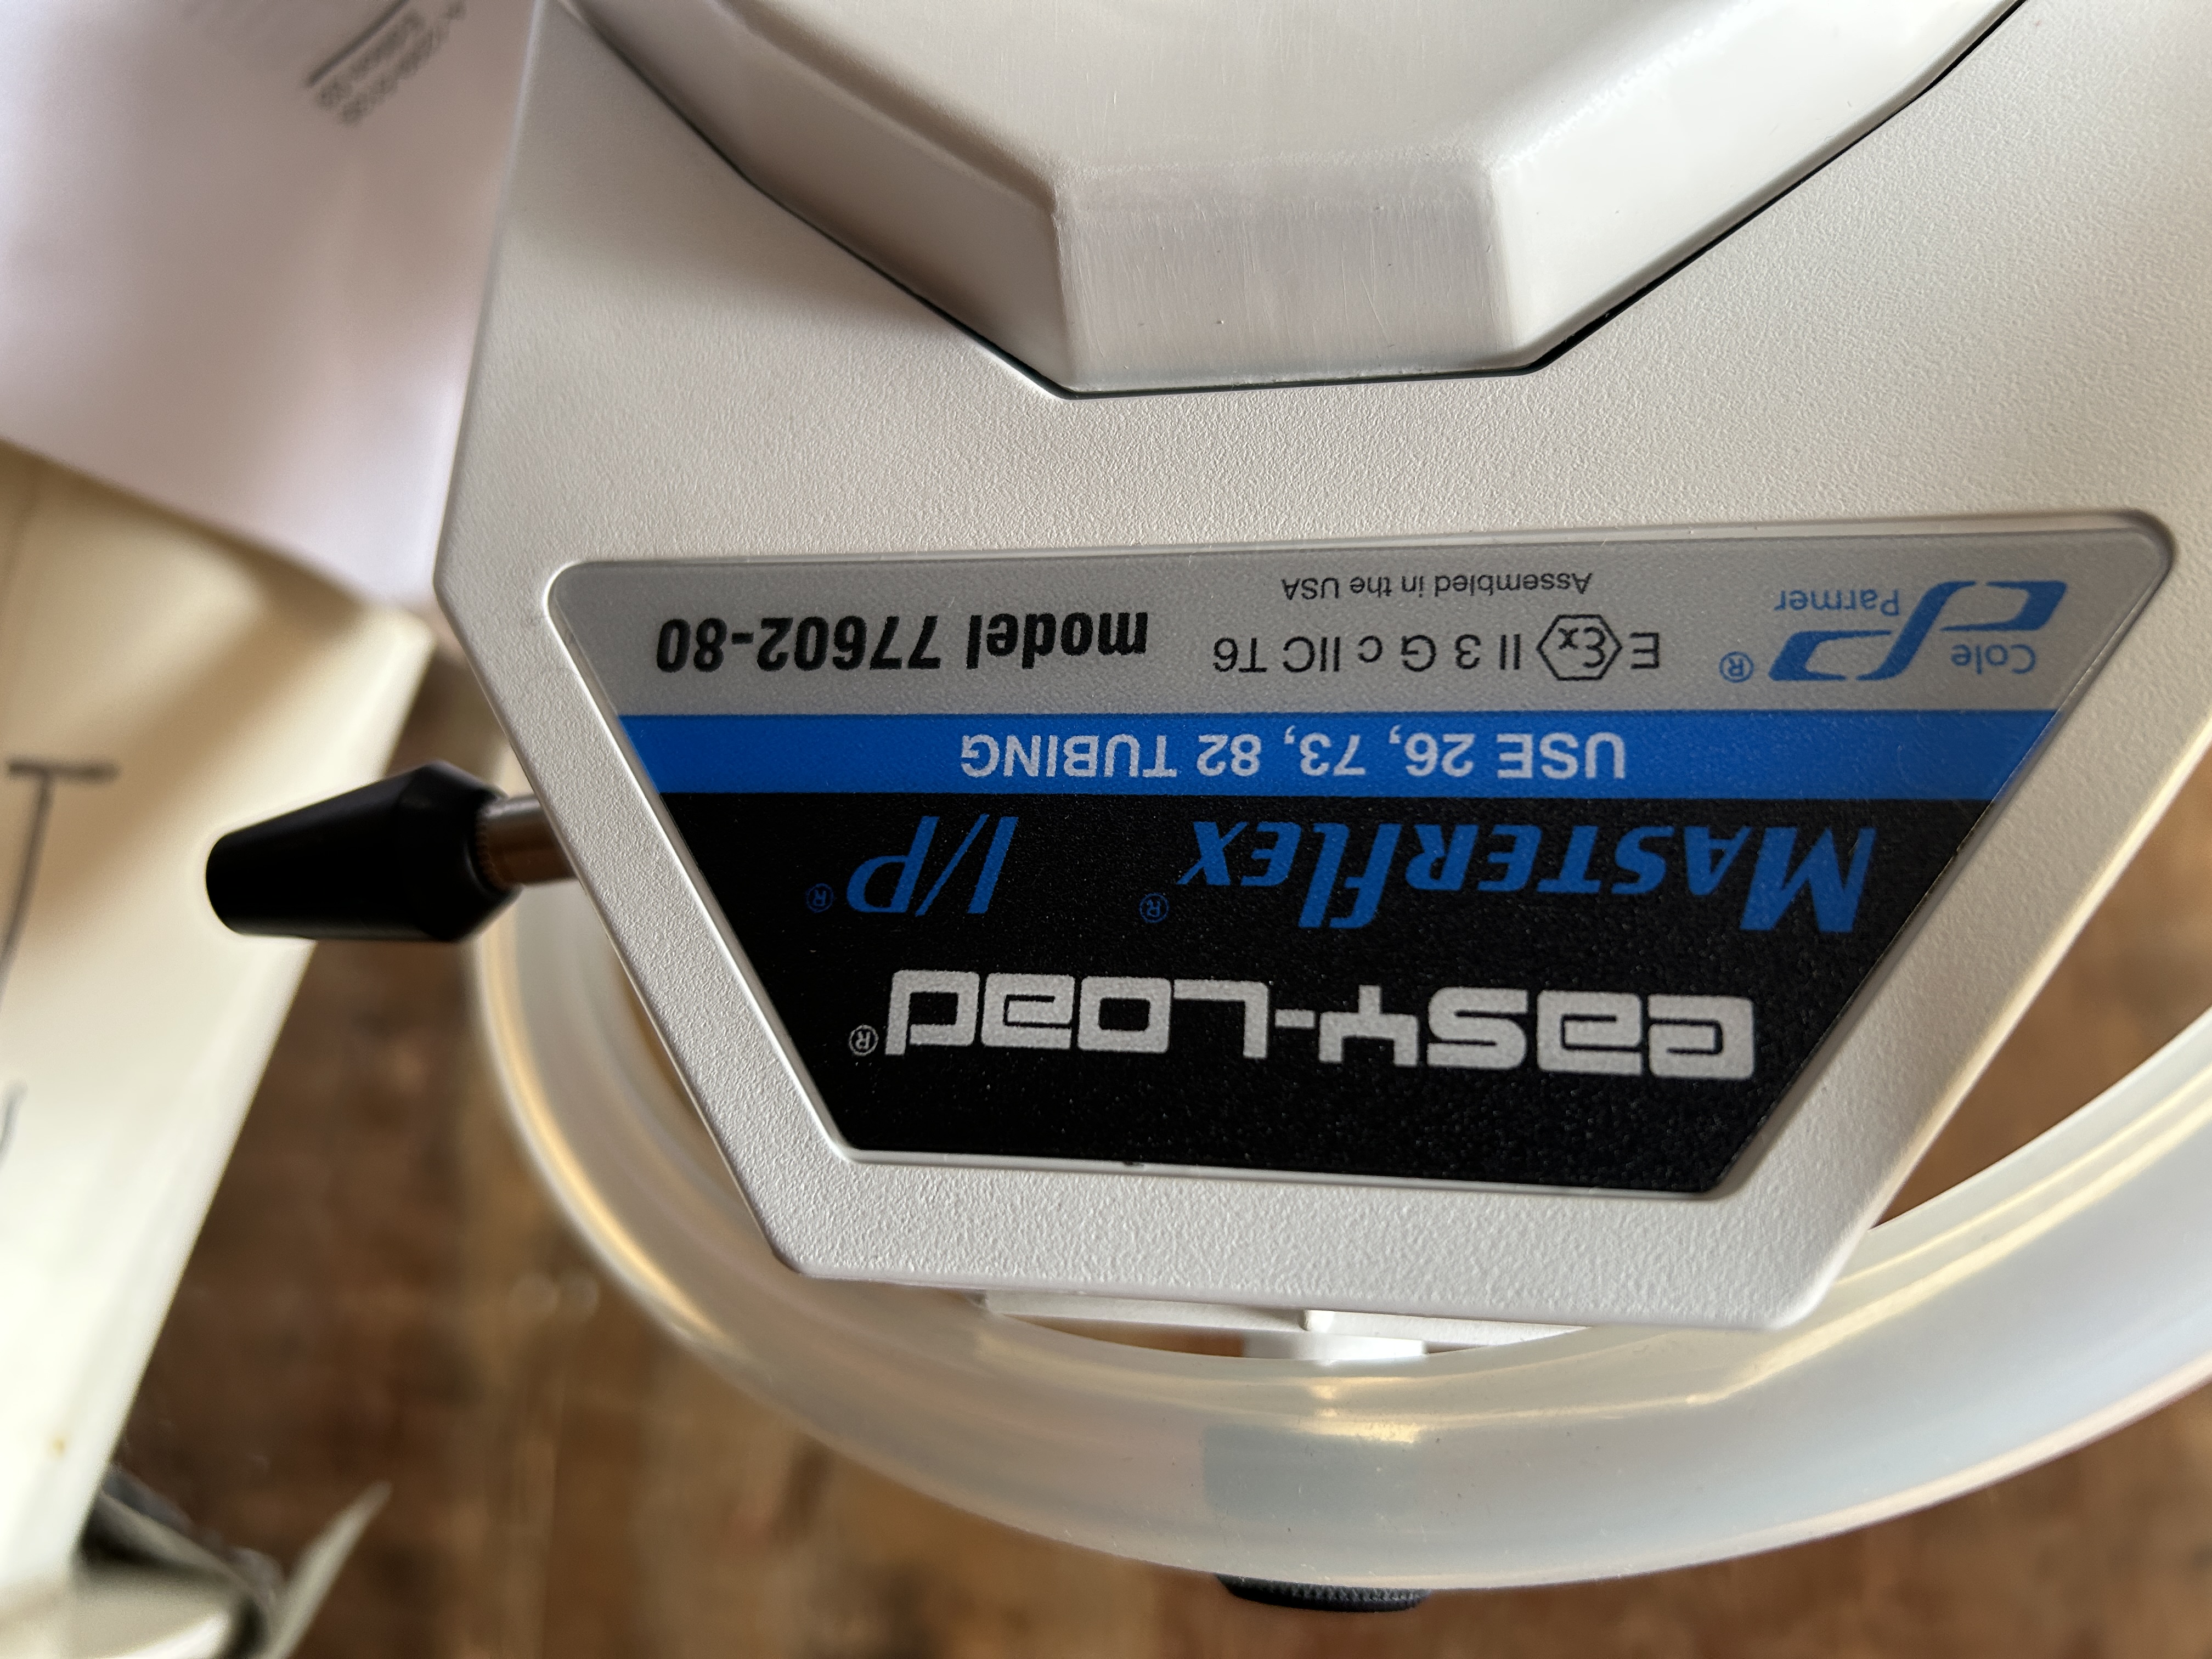 easy-Load®
Masterflex® I/P®
USE 26, 73, 82 TUBING
Cole Parmer®
E Ex II 3 G c IIC T6
Assembled in the USA
model 77602-80